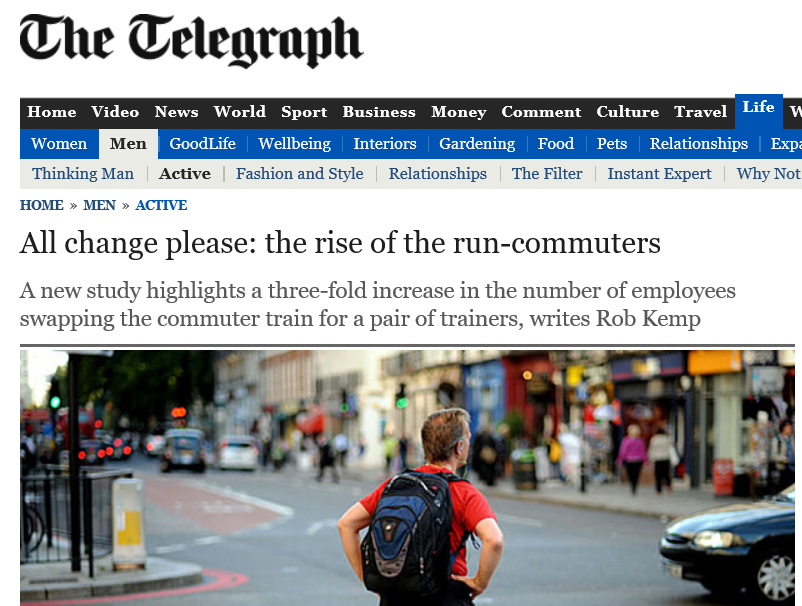 The Telegraph
Home Video News World Sport Business Money Comment Culture Travel Life W
Women Men GoodLife Wellbeing Interiors Gardening Food Pets Relationships Expa
Thinking Man Active Fashion and Style Relationships The Filter Instant Expert Why Not
HOME » MEN » ACTIVE
All change please: the rise of the run-commuters
A new study highlights a three-fold increase in the number of employees
swapping the commuter train for a pair of trainers, writes Rob Kemp